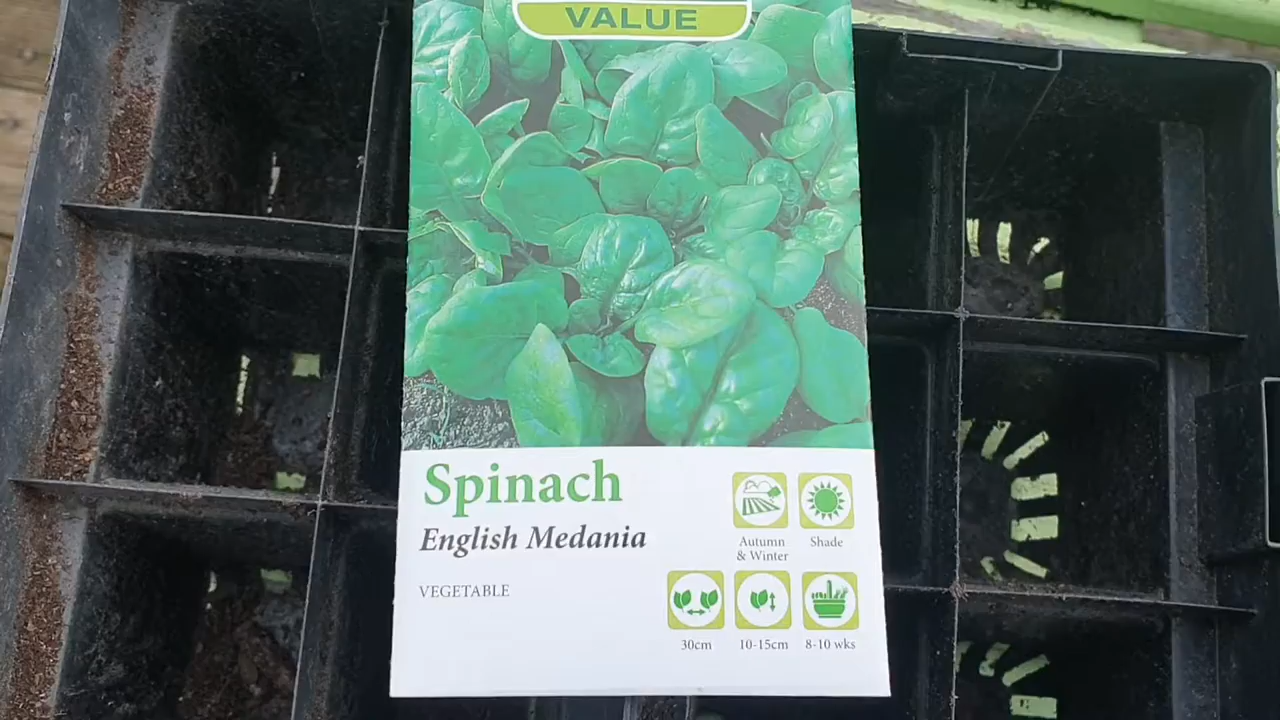 VALUE
Spinach
English Medania
VEGETABLE
Autumn
& Winter
Shade
30cm
10-15cm
8-10 wks